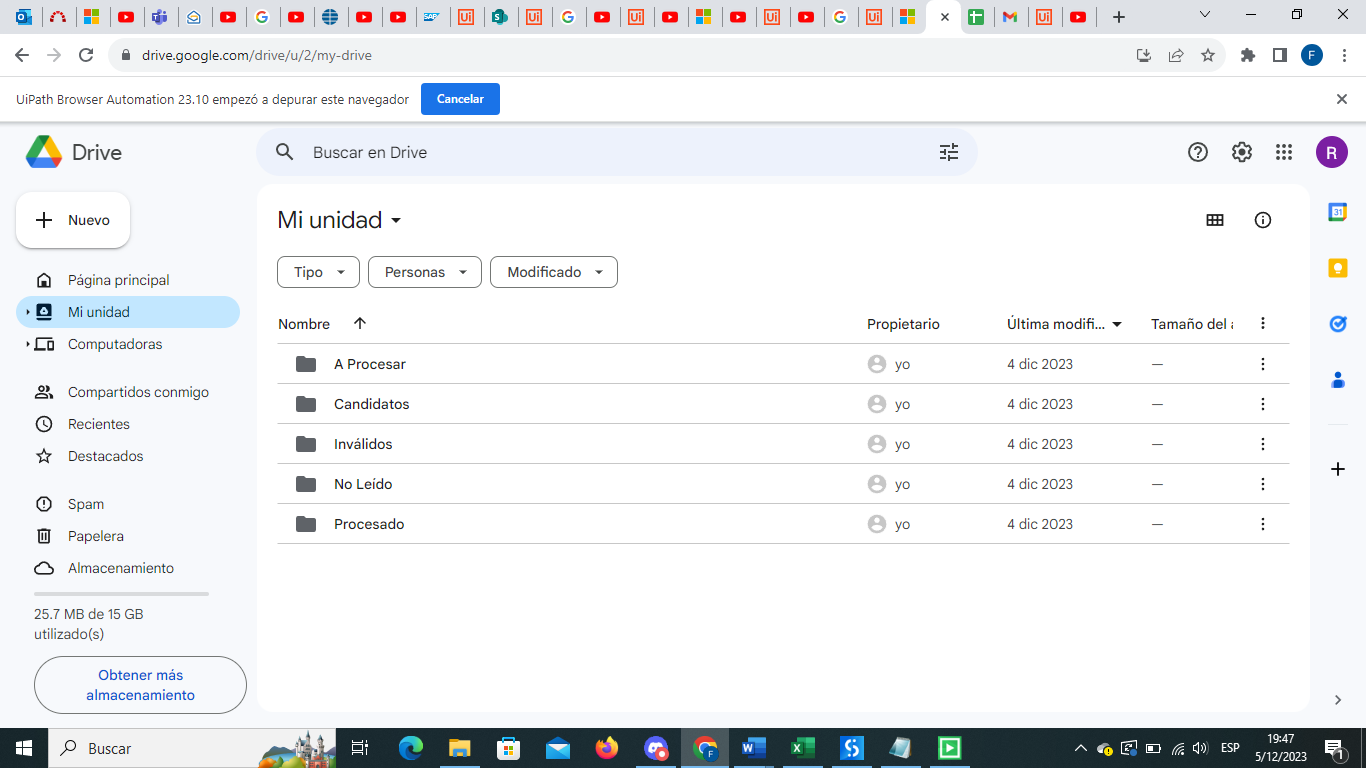 drive.google.com/drive/u/2/my-drive
F
UiPath Browser Automation 23.10 empezó a depurar este navegador
Cancelar
Drive
Buscar en Drive
R
Nuevo
Mi unidad
Tipo
Personas
Modificado
Página principal
Mi unidad
Computadoras
Compartidos conmigo
Recientes
Destacados
Spam
Papelera
Almacenamiento
25.7 MB de 15 GB
utilizado(s)
Obtener más
almacenamiento
Nombre Propietario Última modifi... Tamaño del a
A Procesar yo 4 dic 2023 —
Candidatos yo 4 dic 2023 —
Inválidos yo 4 dic 2023 —
No Leído yo 4 dic 2023 —
Procesado yo 4 dic 2023 —
31
Buscar
ESP
19:47
5/12/2023
1